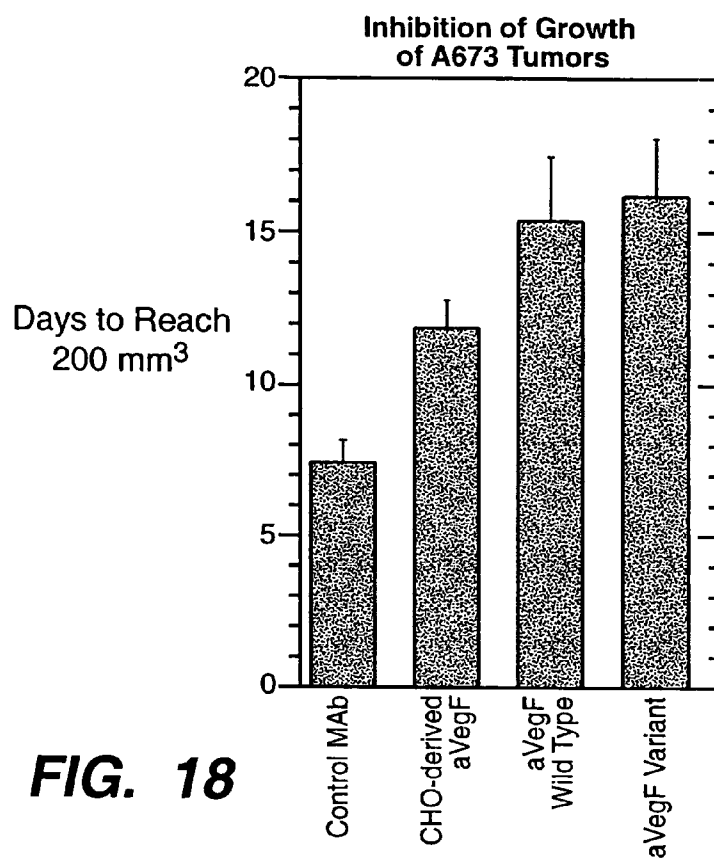 Inhibition of Growth
of A673 Tumors
20
15
10
5
0
Days to Reach
200 mm³
Control MAb
CHO-derived
aVegF
aVegF
Wild Type
aVegF Variant
FIG. 18